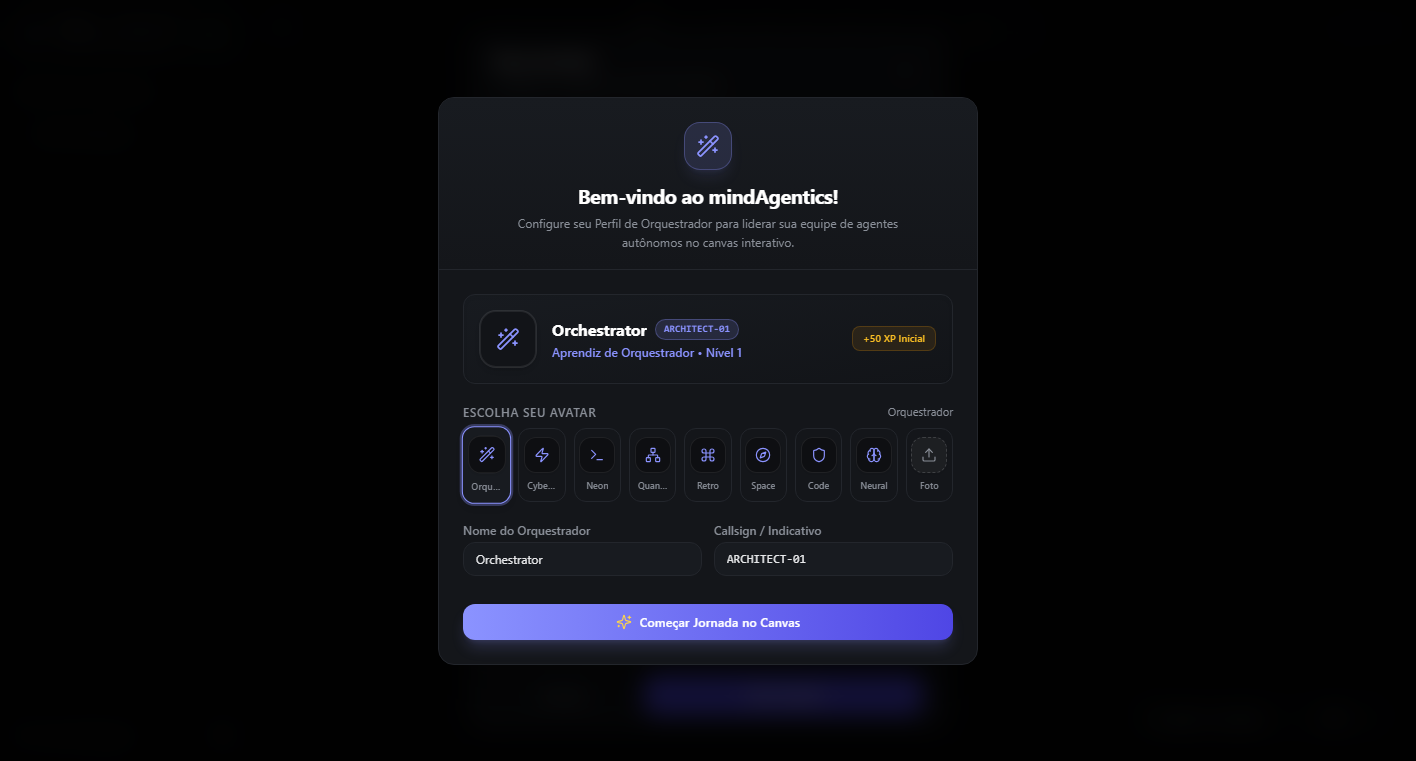 Bem-vindo ao mindAgentics!
Configure seu Perfil de Orquestrador para liderar sua equipe de agentes
autônomos no canvas interativo.
Orchestrator ARCHITECT-01
Aprendiz de Orquestrador • Nível 1
+50 XP Inicial
ESCOLHA SEU AVATAR
Orquestrador
Orqu...
Cybe...
Neon
Quan...
Retro
Space
Code
Neural
Foto
Nome do Orquestrador
Callsign / Indicativo
Orchestrator
ARCHITECT-01
Começar Jornada no Canvas